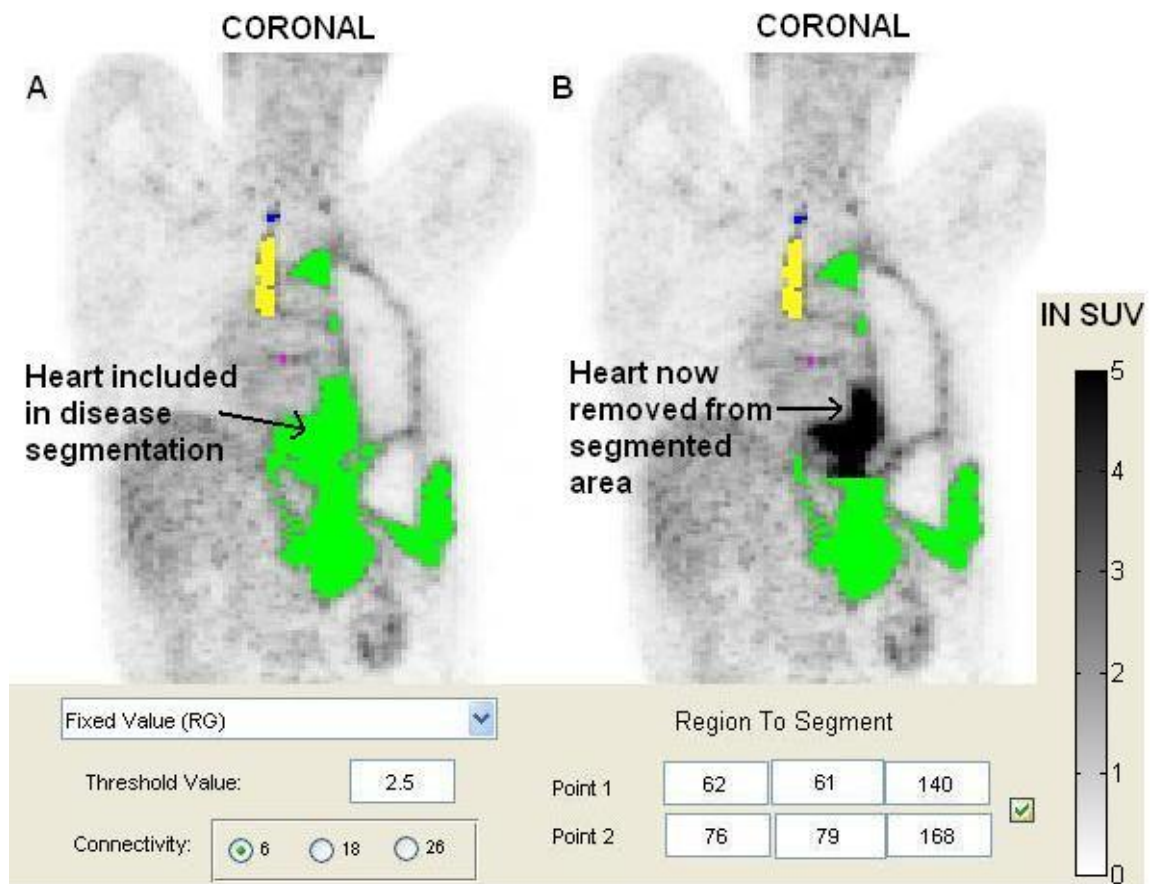 CORONAL
CORONAL
A
B
IN SUV
Heart included
in disease
segmentation
Heart now
removed from
segmented
area
5
4
3
2
1
0
Fixed Value (RG)
Region To Segment
Threshold Value:
2.5
Point 1
62
61
140
Connectivity:
6
18
26
Point 2
76
79
168